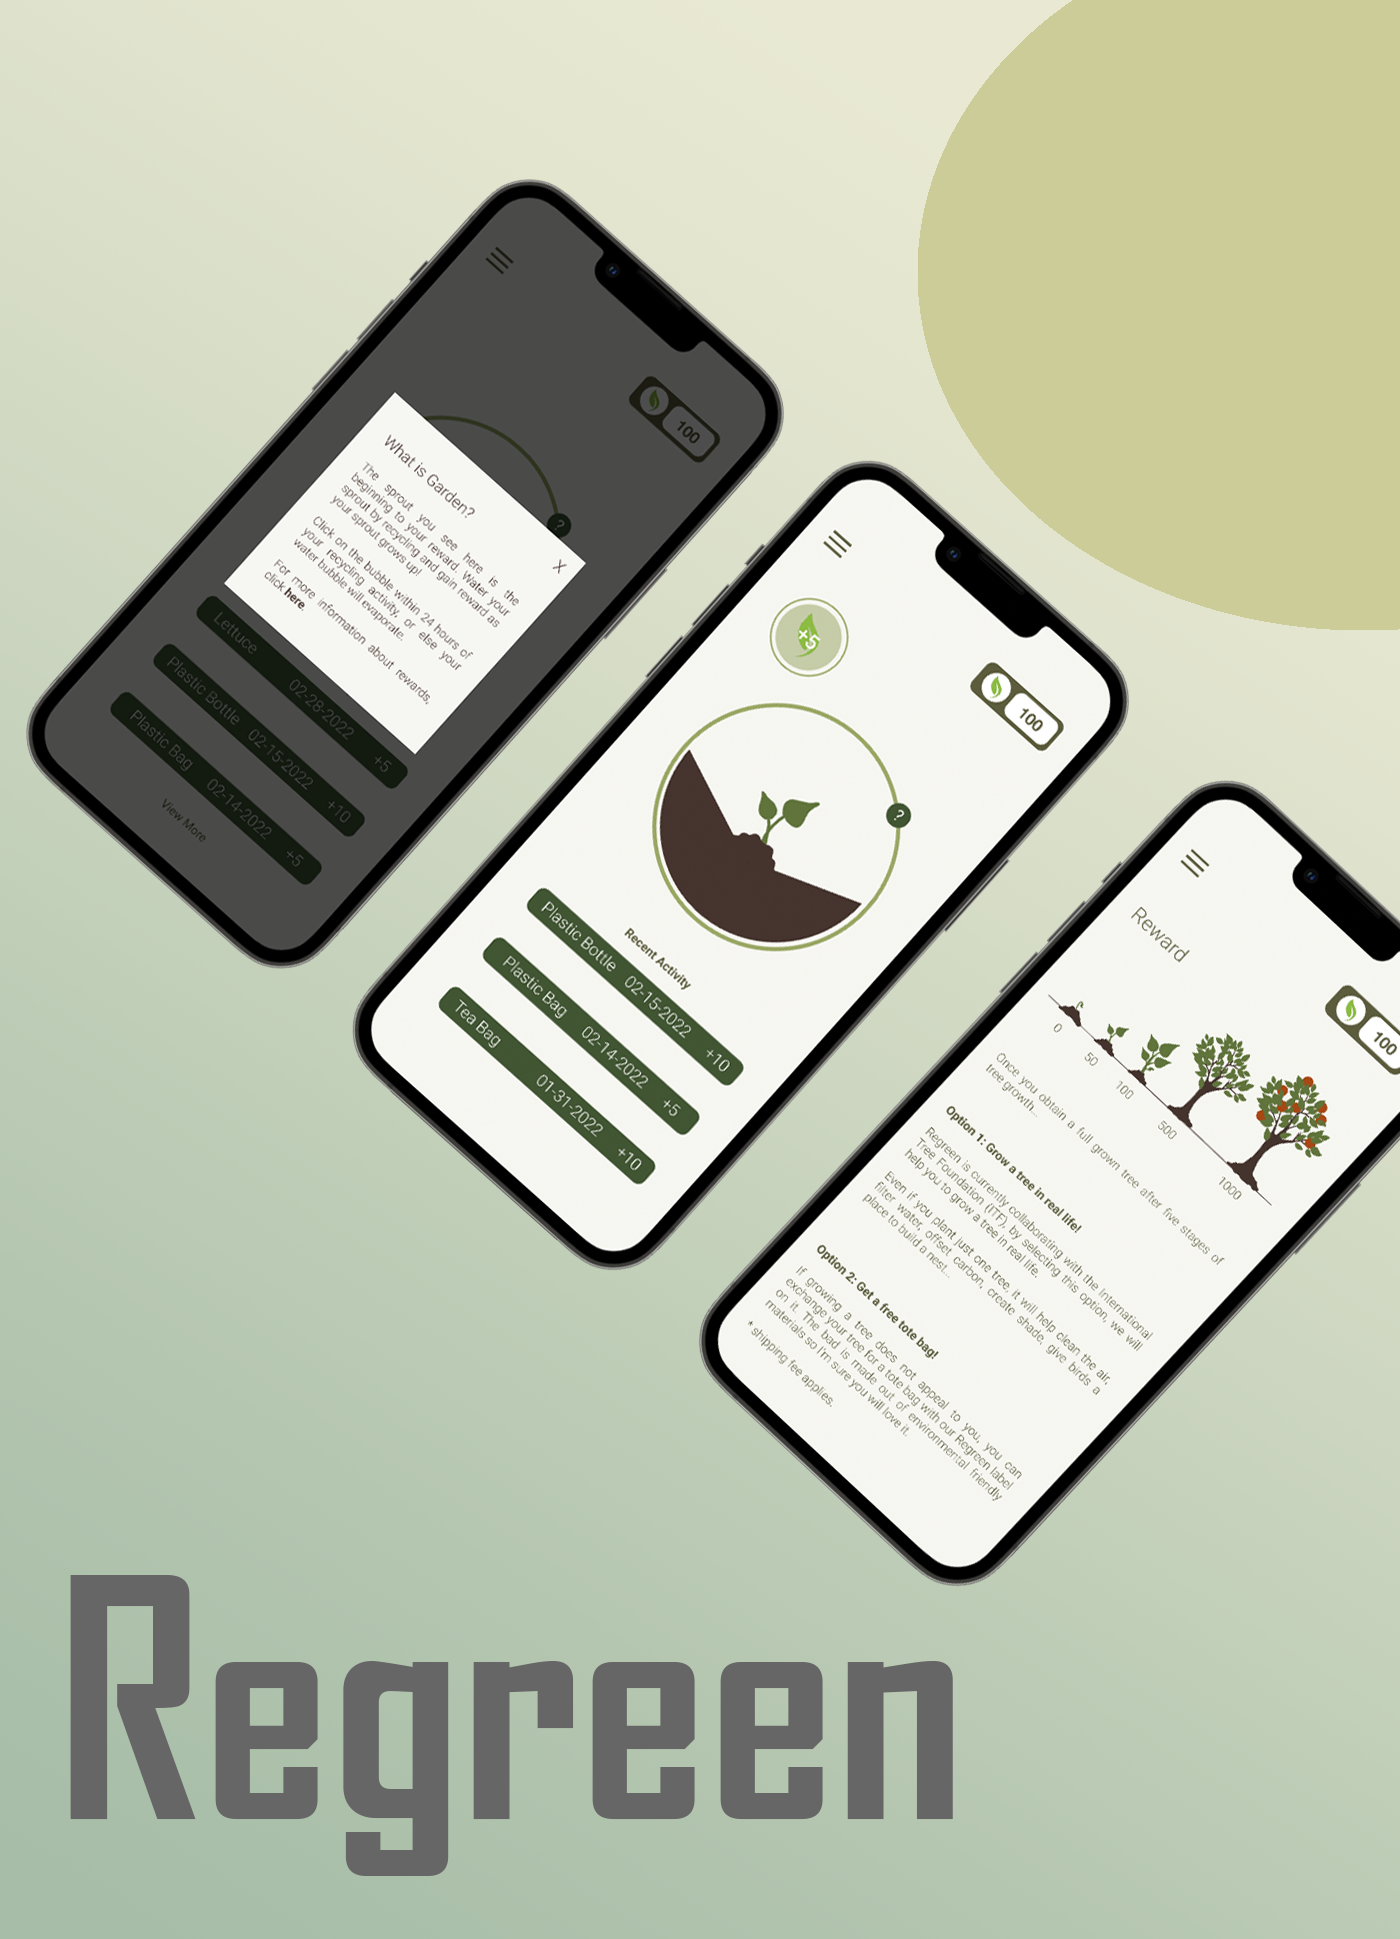 100
What is Garden?
X
The sprout you see here is the
beginning to your reward. Water your
sprout by recycling and gain reward as
your sprout grows up!
Click on the bubble within 24 hours of
your recycling activity, or else your
water bubble will evaporate.
For more information about rewards,
click here.
?
Lettuce 02-28-2022 +5
Plastic Bottle 02-15-2022 +10
Plastic Bag 02-14-2022 +5
View More
+5
100
?
Recent Activity
Plastic Bottle 02-15-2022 +10
Plastic Bag 02-14-2022 +5
Tea Bag 01-31-2022 +10
Reward
100
0 50 100 500 1000
Once you obtain a full grown tree after five stages of
tree growth...
Option 1: Grow a tree in real life!
Regreen is currently collaborating with the International
Tree Foundation (ITF), by selecting this option, we will
help you to grow a tree in real life.
Even if you plant just one tree, it will help clean the air,
filter water, offset carbon, create shade, give birds a
place to build a nest...
Option 2: Get a free tote bag!
If growing a tree does not appeal to you, you can
exchange your tree for a tote bag with our Regreen label
on it. The bad is made out of environmental friendly
materials so I'm sure you will love it.
* shipping fee applies.
Regreen